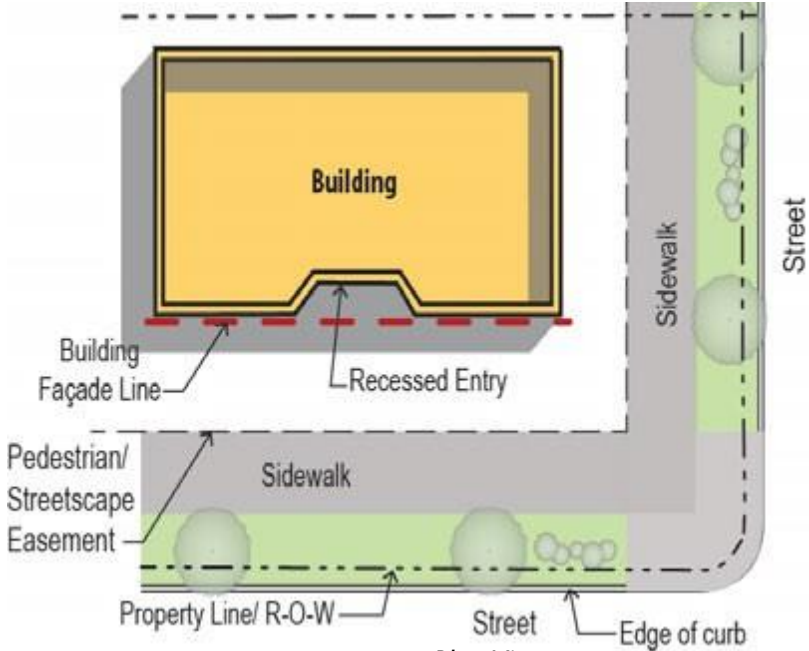 Building
Sidewalk
Street
Building
Façade Line
Recessed Entry
Pedestrian/
Streetscape
Easement
Sidewalk
Property Line/ R-O-W
Street
Edge of curb